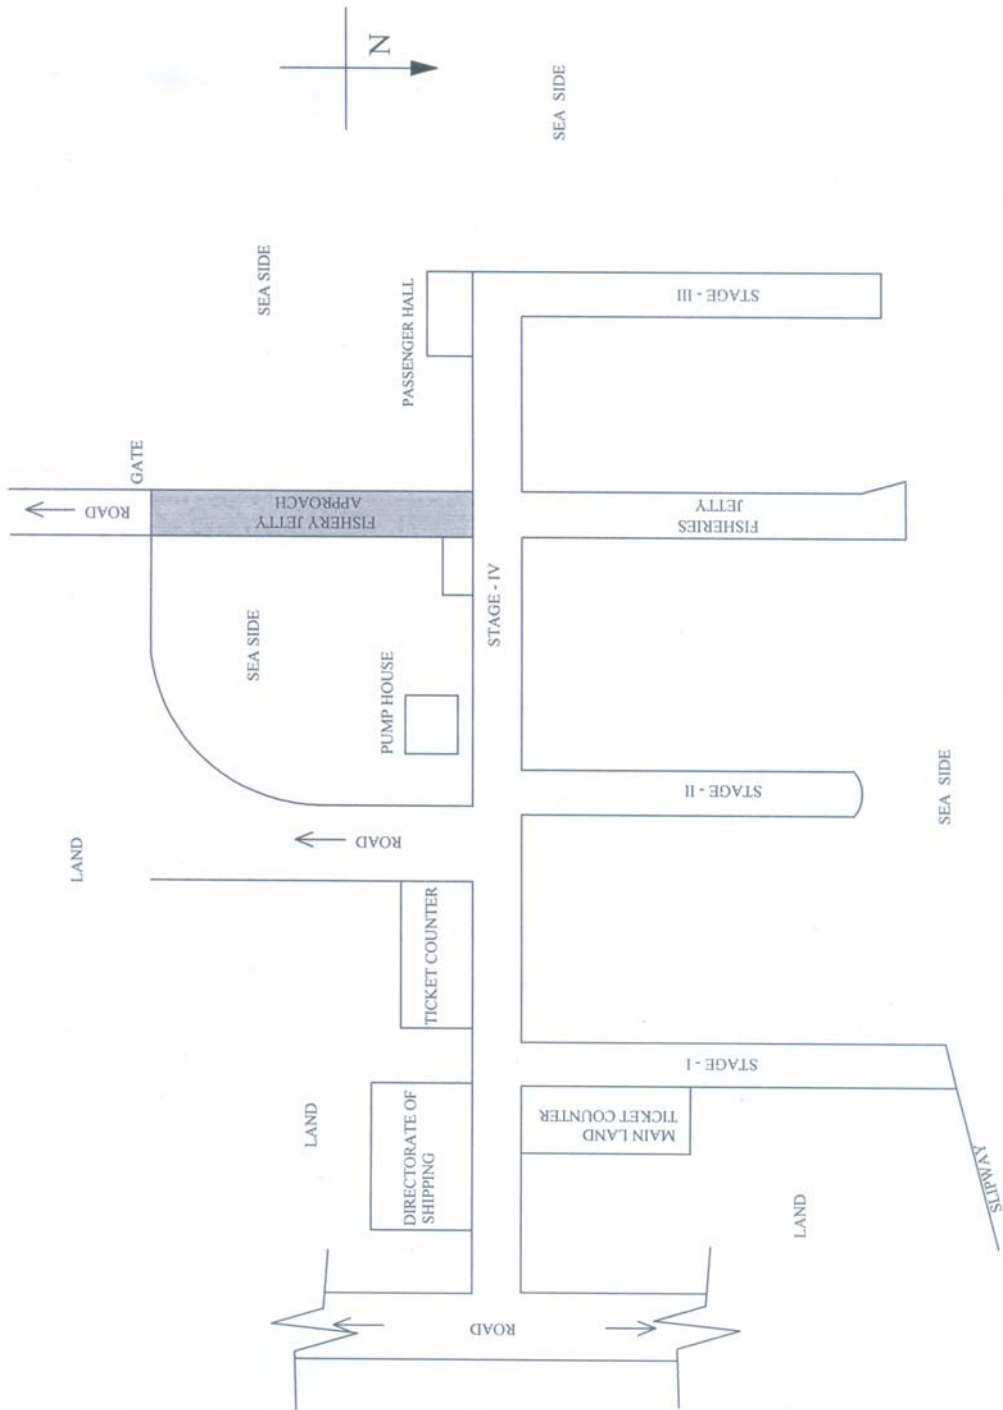 N
SEA SIDE
SEA SIDE
PASSENGER HALL
STAGE - III
GATE
ROAD
FISHERY JETTY
APPROACH
FISHERIES
JETTY
STAGE - IV
SEA SIDE
PUMP HOUSE
STAGE - II
SEA SIDE
LAND
ROAD
TICKET COUNTER
STAGE - I
LAND
DIRECTORATE OF
SHIPPING
MAIN LAND
TICKET COUNTER
LAND
SLIPWAY
ROAD